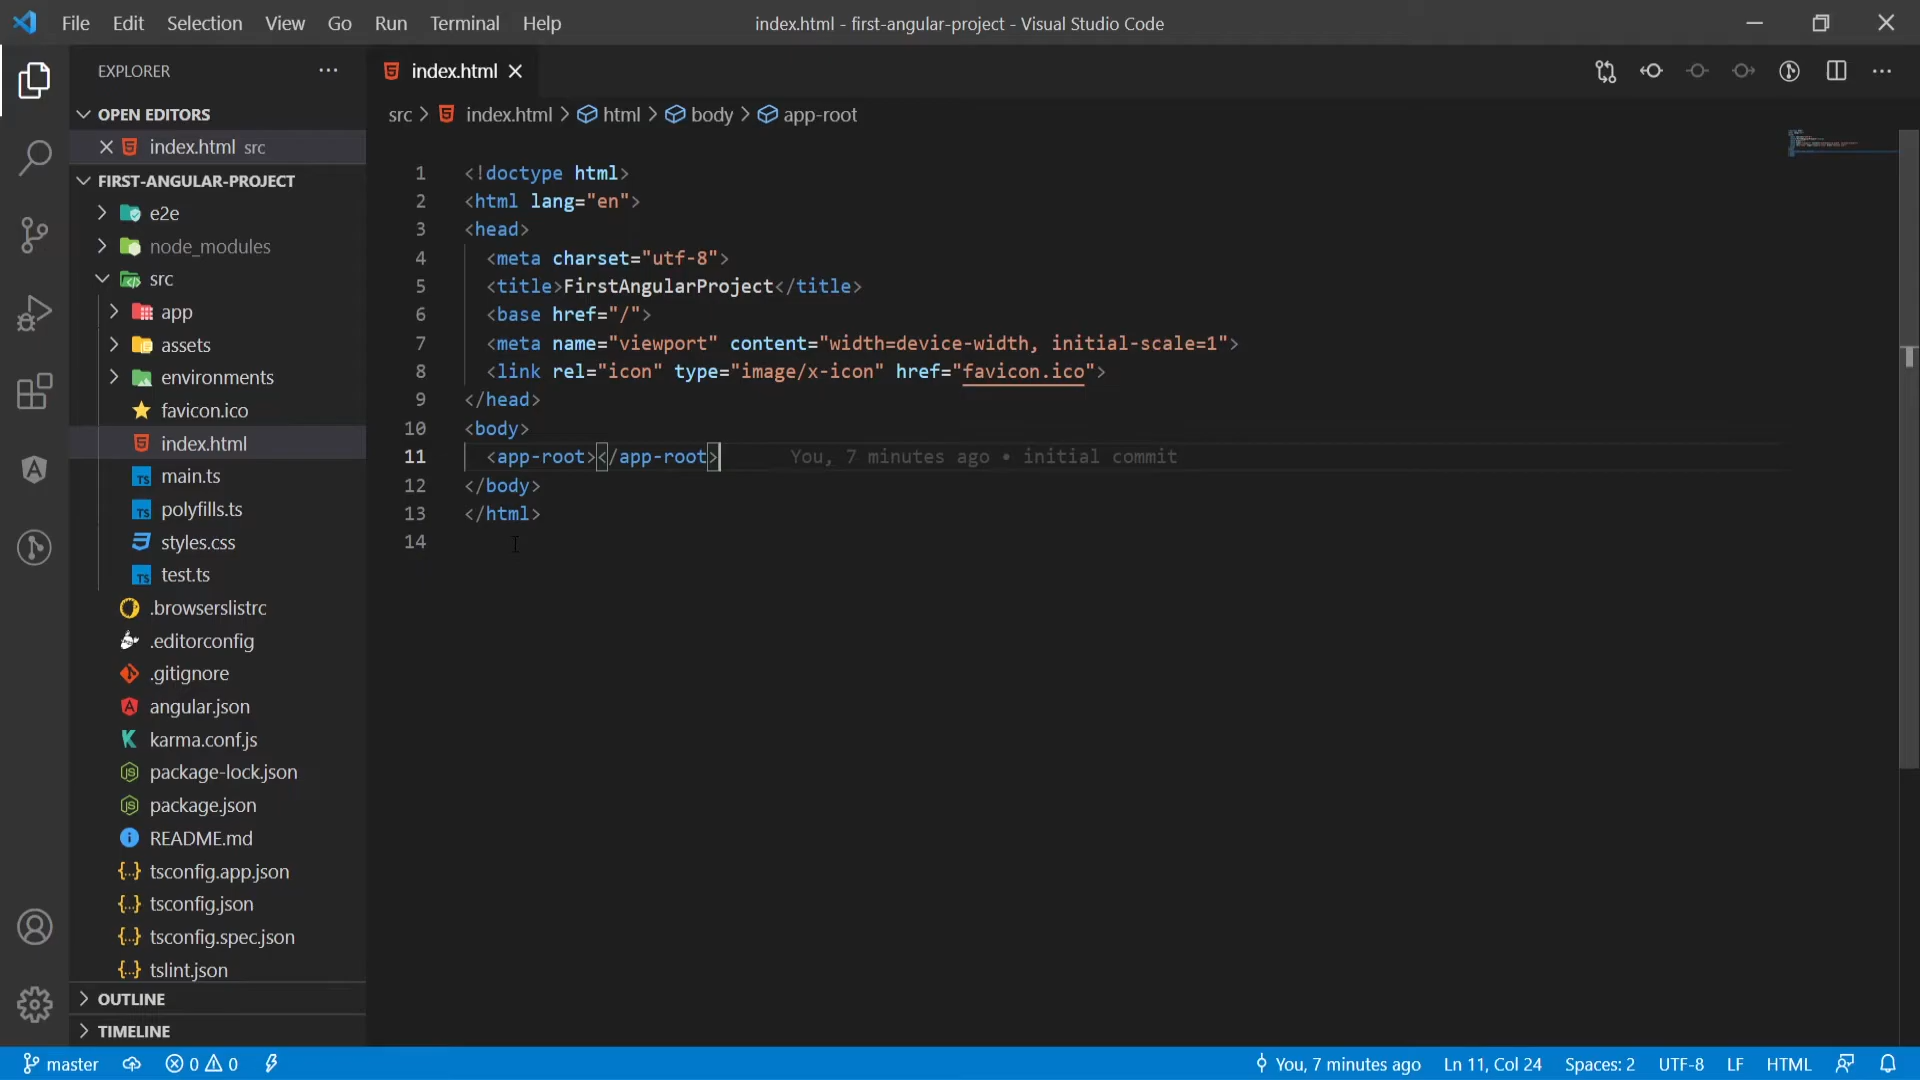 File Edit Selection View Go Run Terminal Help
index.html - first-angular-project - Visual Studio Code
EXPLORER
OPEN EDITORS
index.html src
FIRST-ANGULAR-PROJECT
e2e
node_modules
src
app
assets
environments
favicon.ico
index.html
main.ts
polyfills.ts
styles.css
test.ts
.browserslistrc
.editorconfig
.gitignore
angular.json
karma.conf.js
package-lock.json
package.json
README.md
tsconfig.app.json
tsconfig.json
tsconfig.spec.json
tslint.json
OUTLINE
TIMELINE
index.html
src > index.html > html > body > app-root
1 <!doctype html>
2 <html lang="en">
3 <head>
4 <meta charset="utf-8">
5 <title>FirstAngularProject</title>
6 <base href="/">
7 <meta name="viewport" content="width=device-width, initial-scale=1">
8 <link rel="icon" type="image/x-icon" href="favicon.ico">
9 </head>
10 <body>
11 <app-root></app-root> You, 7 minutes ago • initial commit
12 </body>
13 </html>
14
master 0 0 You, 7 minutes ago Ln 11, Col 24 Spaces: 2 UTF-8 LF HTML